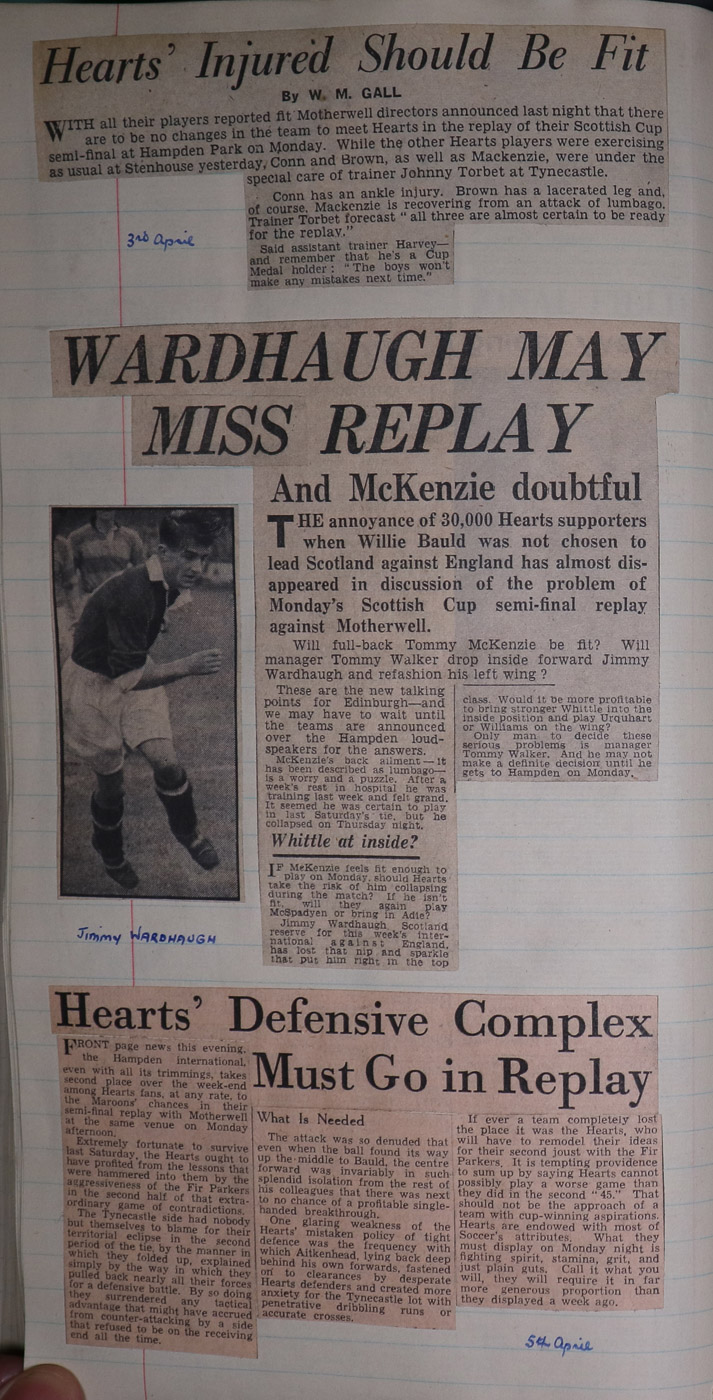 Hearts' Injured Should Be Fit
By W. M. GALL
WITH all their players reported fit Motherwell directors announced last night that there
are to be no changes in the team to meet Hearts in the replay of their Scottish Cup
semi-final at Hampden Park on Monday. While the other Hearts players were exercising
as usual at Stenhouse yesterday, Conn and Brown, as well as Mackenzie, were under the
special care of trainer Johnny Torbet at Tynecastle.
Conn has an ankle injury. Brown has a lacerated leg and,
of course, Mackenzie is recovering from an attack of lumbago.
Trainer Torbet forecast "all three are almost certain to be ready
for the replay."
Said assistant trainer Harvey—
and remember that he's a Cup
Medal holder: "The boys won't
make any mistakes next time."
3rd April
WARDHAUGH MAY
MISS REPLAY
And McKenzie doubtful
THE annoyance of 30,000 Hearts supporters
when Willie Bauld was not chosen to
lead Scotland against England has almost dis-
appeared in discussion of the problem of
Monday's Scottish Cup semi-final replay
against Motherwell.
Will full-back Tommy McKenzie be fit? Will
manager Tommy Walker drop inside forward Jimmy
Wardhaugh and refashion his left wing?
These are the new talking
points for Edinburgh—and
we may have to wait until
the teams are announced
over the Hampden loud-
speakers for the answers.
McKenzie's back ailment—it
has been described as lumbago—
is a worry and a puzzle. After a
week's rest in hospital he was
training last week and felt grand.
It seemed he was certain to play
in last Saturday's tie, but he
collapsed on Thursday night.
Whittle at inside?
IF McKenzie feels fit enough to
play on Monday, should Hearts
take the risk of him collapsing
during the match? If he isn't
fit, will they again play
McSpadyen or bring in Adie?
Jimmy Wardhaugh, Scotland
reserve for this week's inter-
national against England,
has lost that nip and sparkle
that put him right in the top
class. Would it be more profitable
to bring stronger Whittle into the
inside position and play Urquhart
or Williams on the wing?
Only man to decide these
serious problems is manager
Tommy Walker. And he may not
make a definite decision until he
gets to Hampden on Monday.
Jimmy WARDHAUGH
Hearts' Defensive Complex
Must Go in Replay
FRONT page news this evening,
the Hampden international,
even with all its trimmings, takes
second place over the week-end
among Hearts fans, at any rate, to
the Maroons' chances in their
semi-final replay with Motherwell
at the same venue on Monday
afternoon.
Extremely fortunate to survive
last Saturday, the Hearts ought to
have profited from the lessons that
were hammered into them by the
aggressiveness of the Fir Parkers
in the second half of that extra-
ordinary game of contradictions.
The Tynecastle side had nobody
but themselves to blame for their
territorial eclipse in the second
period of the tie, by the manner in
which they folded up, explained
simply by the way in which they
pulled back nearly all their forces
for a defensive battle. By so doing
they surrendered any tactical
advantage that might have accrued
from counter-attacking by a side
that refused to be on the receiving
end all the time.
What Is Needed
The attack was so denuded that
even when the ball found its way
up the middle to Bauld, the centre
forward was invariably in such
splendid isolation from the rest of
his colleagues that there was next
to no chance of a profitable single-
handed breakthrough.
One glaring weakness of the
Hearts' mistaken policy of tight
defence was the frequency with
which Aitkenhead, lying back deep
behind his own forwards, fastened
on to clearances by desperate
Hearts defenders and created more
anxiety for the Tynecastle lot with
penetrative dribbling runs or
accurate crosses.
If ever a team completely lost
the place it was the Hearts, who
will have to remodel their ideas
for their second joust with the Fir
Parkers. It is tempting providence
to sum up by saying Hearts cannot
possibly play a worse game than
they did in the second "45." That
should not be the approach of a
team with cup-winning aspirations.
Hearts are endowed with most of
Soccer's attributes. What they
must display on Monday night is
fighting spirit, stamina, grit, and
just plain guts. Call it what you
will, they will require it in far
more generous proportion than
they displayed a week ago.
5th April